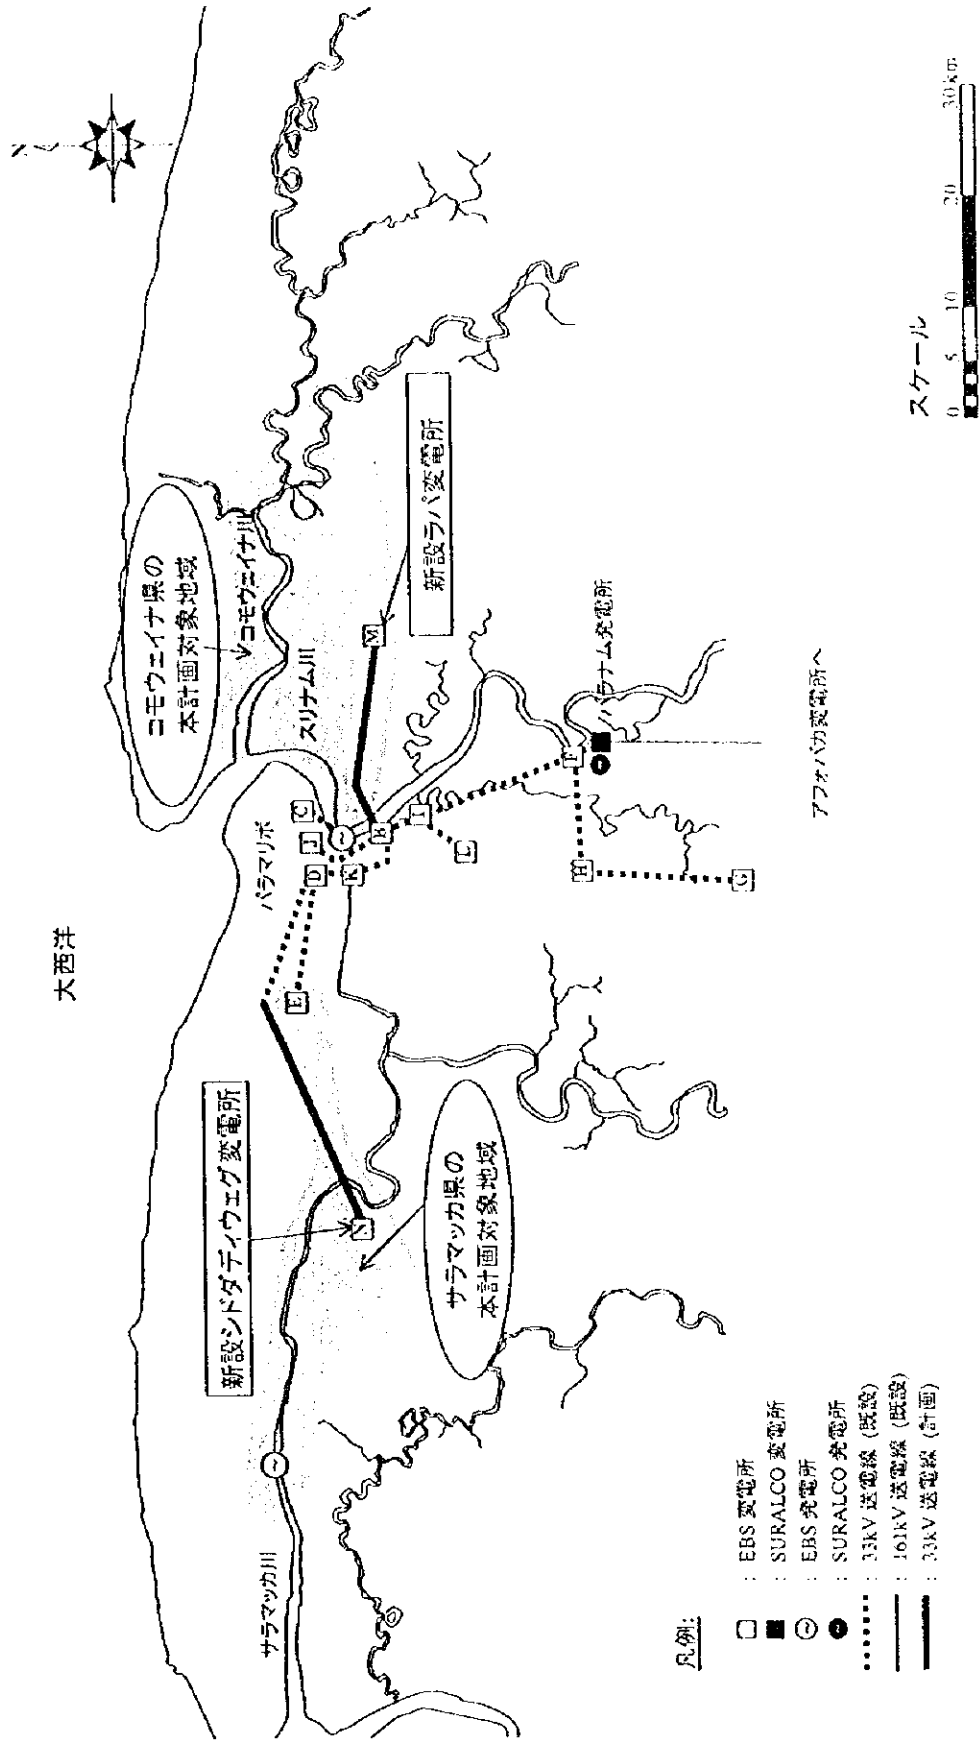 大西洋
N
コモウェイナ県の
本計画対象地域
コモウェイナ川
スリナム川
パラマリボ
新設ラパ変電所
新設シドダディウェグ変電所
サラマッカ県の
本計画対象地域
サラマッカ川
パラナム発電所
アフォバカ変電所へ
C
J
D
K
B
I
L
E
F
H
G
M
N
凡例:
: EBS 変電所
: SURALCO 変電所
: EBS 発電所
: SURALCO 発電所
: 33kV 送電線 (既設)
: 161kV 送電線 (既設)
: 33kV 送電線 (計画)
スケール
0 5 10 20 30 km